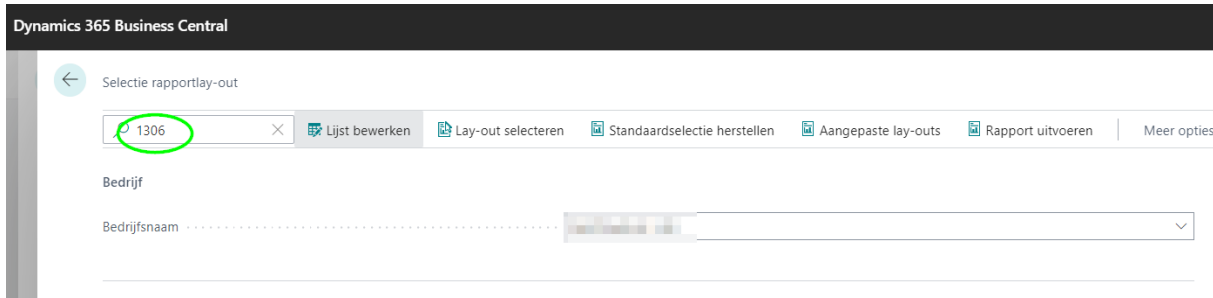 Dynamics 365 Business Central
Selectie rapportlay-out
1306 Lijst bewerken Lay-out selecteren Standaardselectie herstellen Aangepaste lay-outs Rapport uitvoeren Meer opties
Bedrijf
Bedrijfsnaam